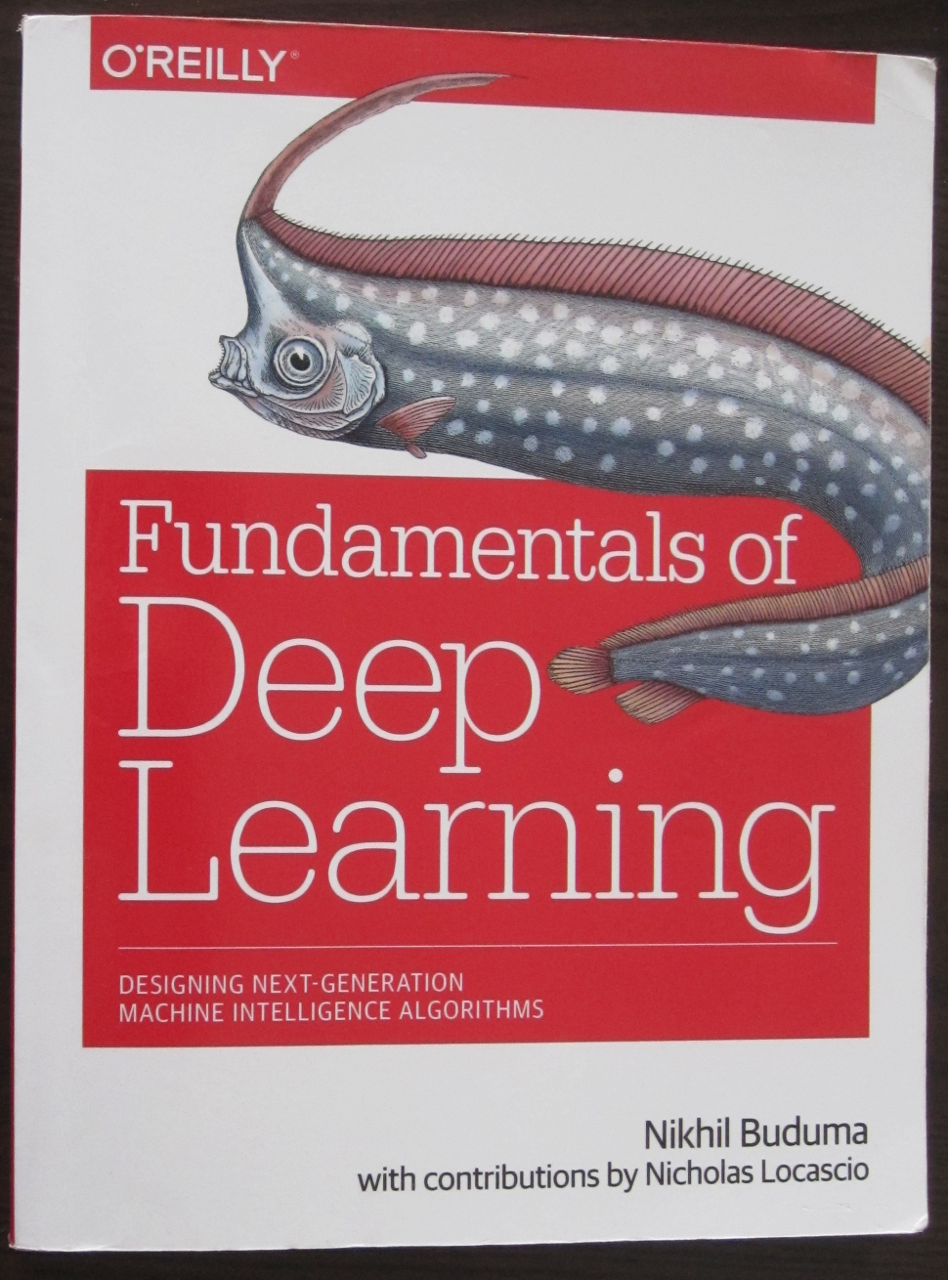 O'REILLY®
Fundamentals of
Deep
Learning
DESIGNING NEXT-GENERATION
MACHINE INTELLIGENCE ALGORITHMS
Nikhil Buduma
with contributions by Nicholas Locascio